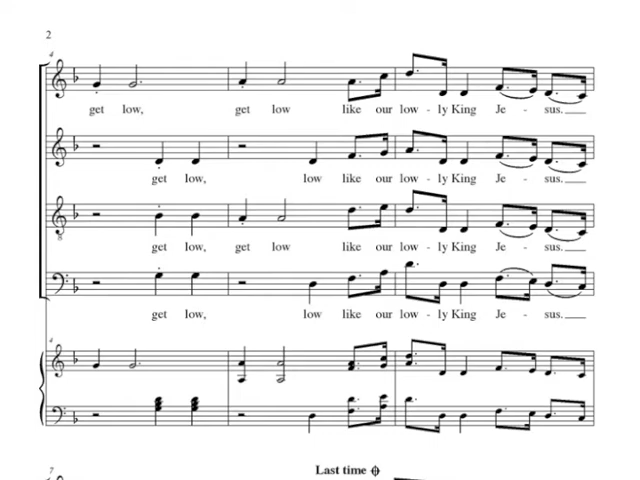 2
4
get low, get low like our low - ly King Je - sus.
get low, low like our low - ly King Je - sus.
get low, get low like our low - ly King Je - sus.
8
get low, low like our low - ly King Je - sus.
4
Last time
7